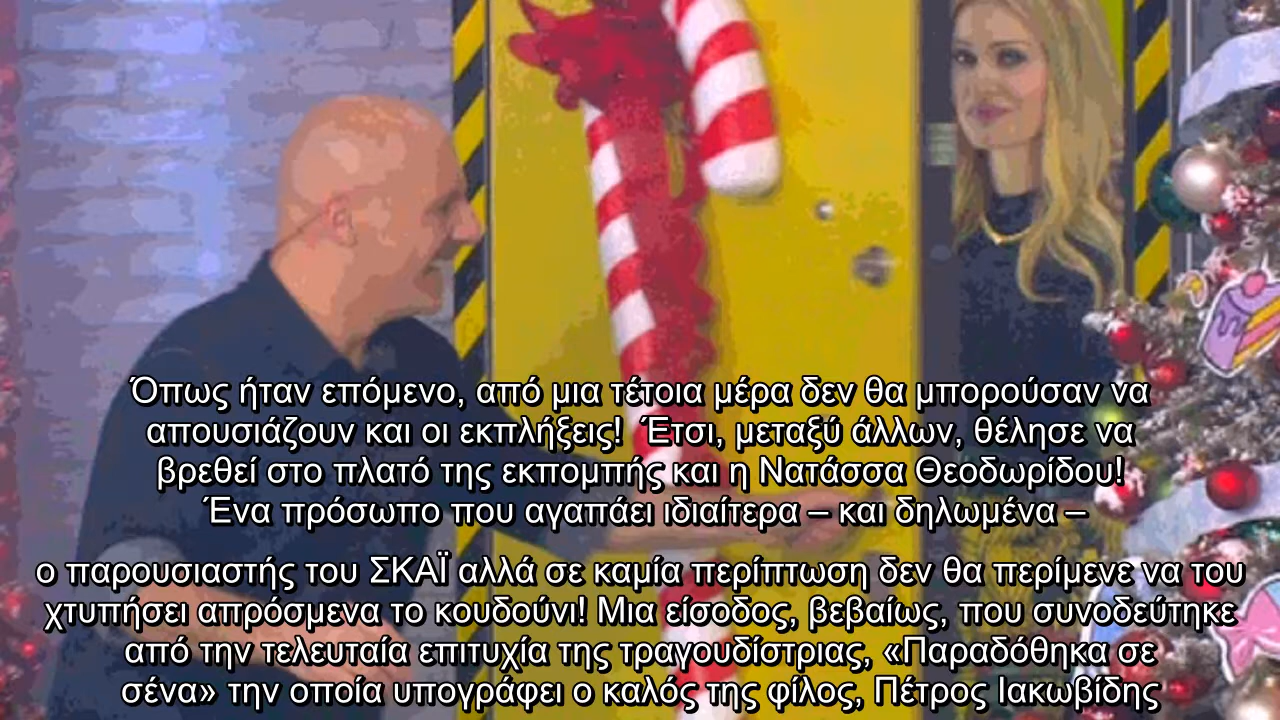 Όπως ήταν επόμενο, από μια τέτοια μέρα δεν θα μπορούσαν να
απουσιάζουν και οι εκπλήξεις!  Έτσι, μεταξύ άλλων, θέλησε να
βρεθεί στο πλατό της εκπομπής και η Νατάσσα Θεοδωρίδου!
Ένα πρόσωπο που αγαπάει ιδιαίτερα – και δηλωμένα –
ο παρουσιαστής του ΣΚΑΪ αλλά σε καμία περίπτωση δεν θα περίμενε να του
χτυπήσει απρόσμενα το κουδούνι! Μια είσοδος, βεβαίως, που συνοδεύτηκε
από την τελευταία επιτυχία της τραγουδίστριας, «Παραδόθηκα σε
σένα» την οποία υπογράφει ο καλός της φίλος, Πέτρος Ιακωβίδης